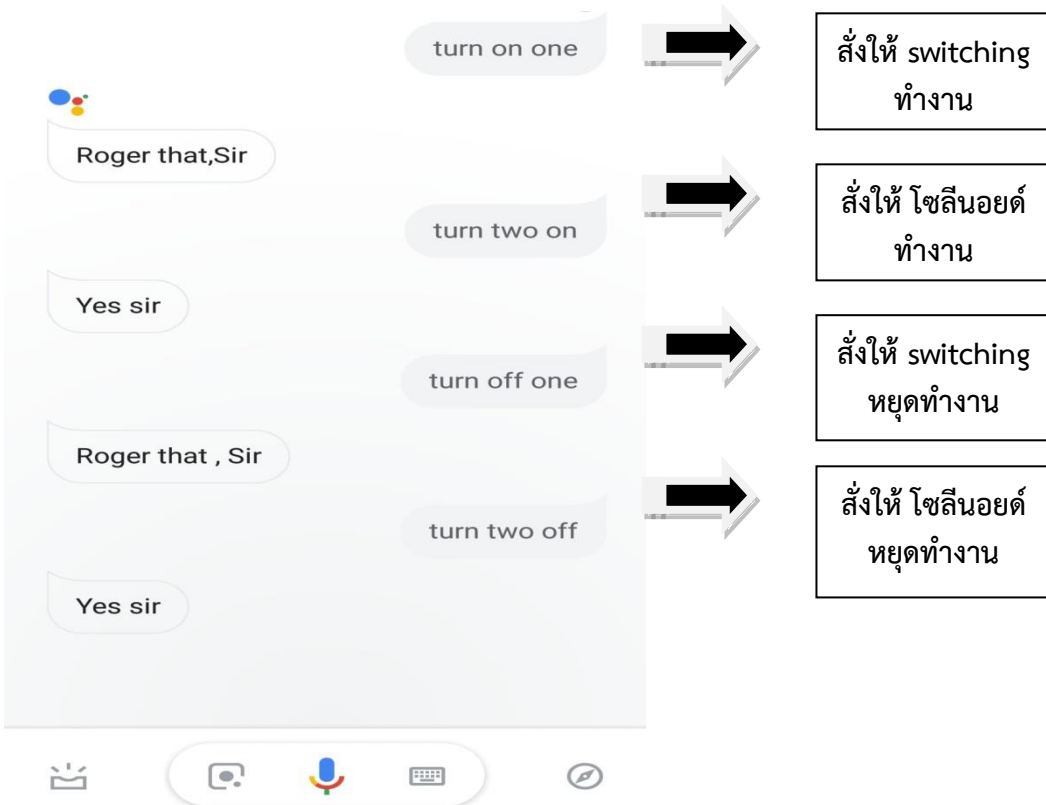 turn on one
สั่งให้ switching
ทำงาน
Roger that,Sir
turn two on
สั่งให้ โซลีนอยด์
ทำงาน
Yes sir
turn off one
สั่งให้ switching
หยุดทำงาน
Roger that , Sir
turn two off
สั่งให้ โซลีนอยด์
หยุดทำงาน
Yes sir